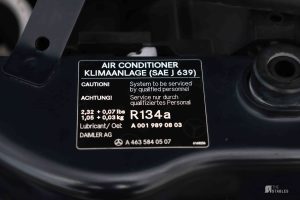 AIR CONDITIONER
KLIMAANLAGE (SAE J 639)
CAUTION! System to be serviced
by qualified personnel
ACHTUNG! Service nur durch
qualifiziertes Personal
2,32 + 0,07 lbs
1,05 + 0,03 kg R134a
Lubricant/ Oel: A 001 989 08 03
DAIMLER AG
A 463 584 05 07
THE
STABLES